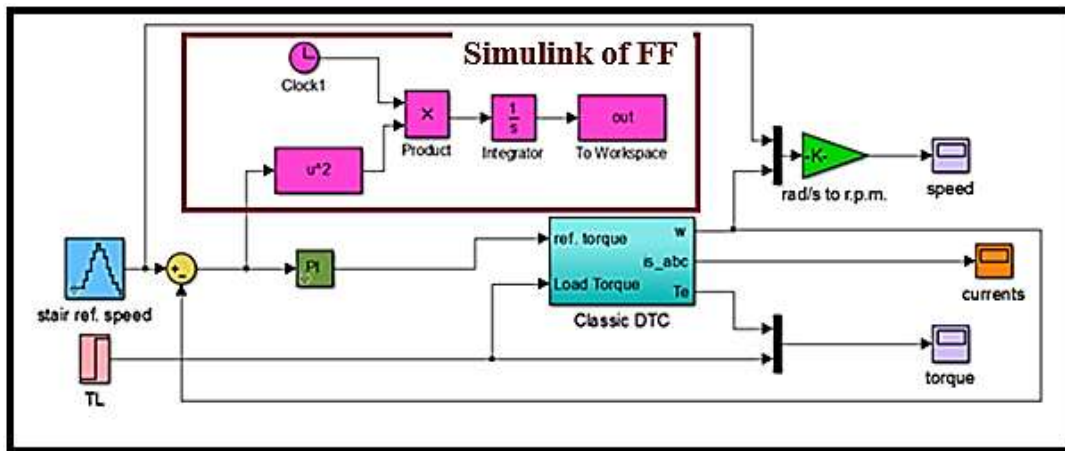 Simulink of FF
Clock1
×
Product
1
s
Integrator
out
To Workspace
u^2
-K-
rad/s to r.p.m.
speed
stair ref. speed
+
-
PI
ref. torque
Load Torque
w
is_abc
Te
Classic DTC
currents
torque
TL